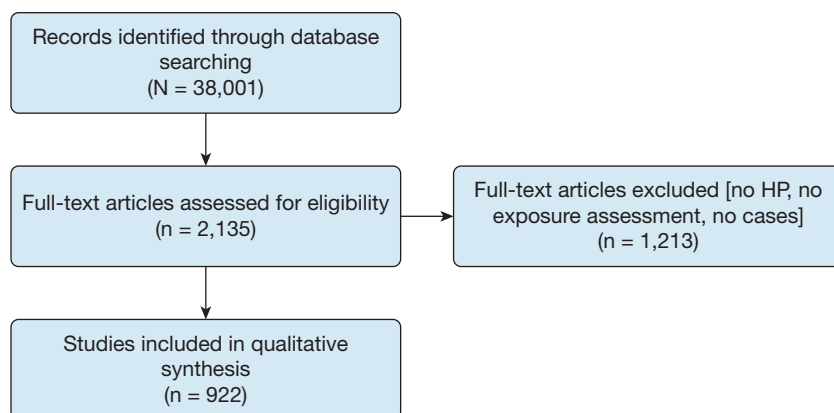 Records identified through database
searching
(N = 38,001)
Full-text articles assessed for eligibility
(n = 2,135)
Full-text articles excluded [no HP, no
exposure assessment, no cases]
(n = 1,213)
Studies included in qualitative
synthesis
(n = 922)